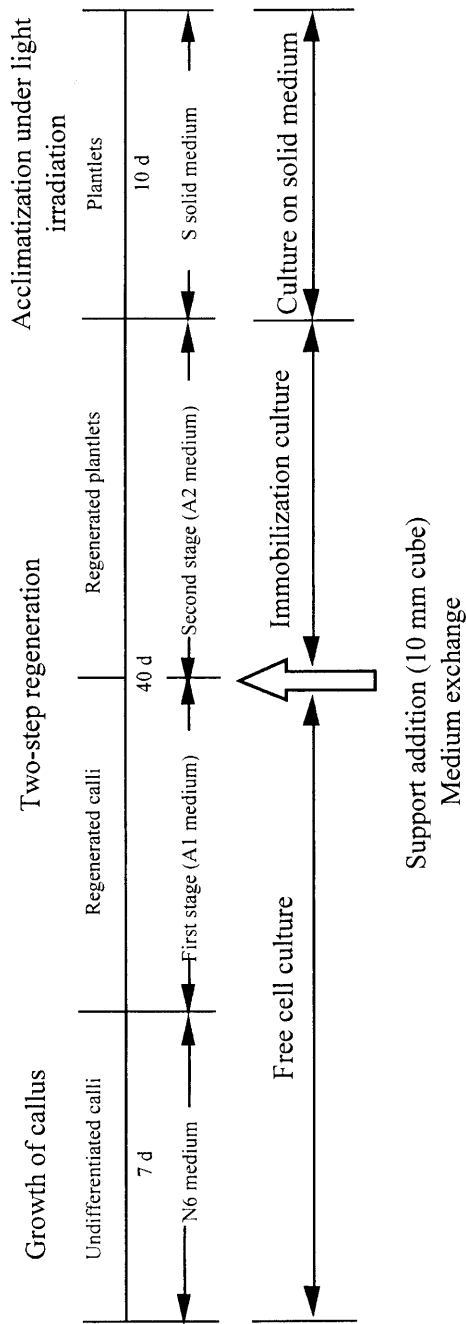 Growth of callus
Two-step regeneration
Acclimatization under light
irradiation
Undifferentiated calli
Regenerated calli
Regenerated plantlets
Plantlets
7 d
40 d
10 d
N6 medium
First stage (A1 medium)
Second stage (A2 medium)
S solid medium
Free cell culture
Immobilization culture
Culture on solid medium
Support addition (10 mm cube)
Medium exchange